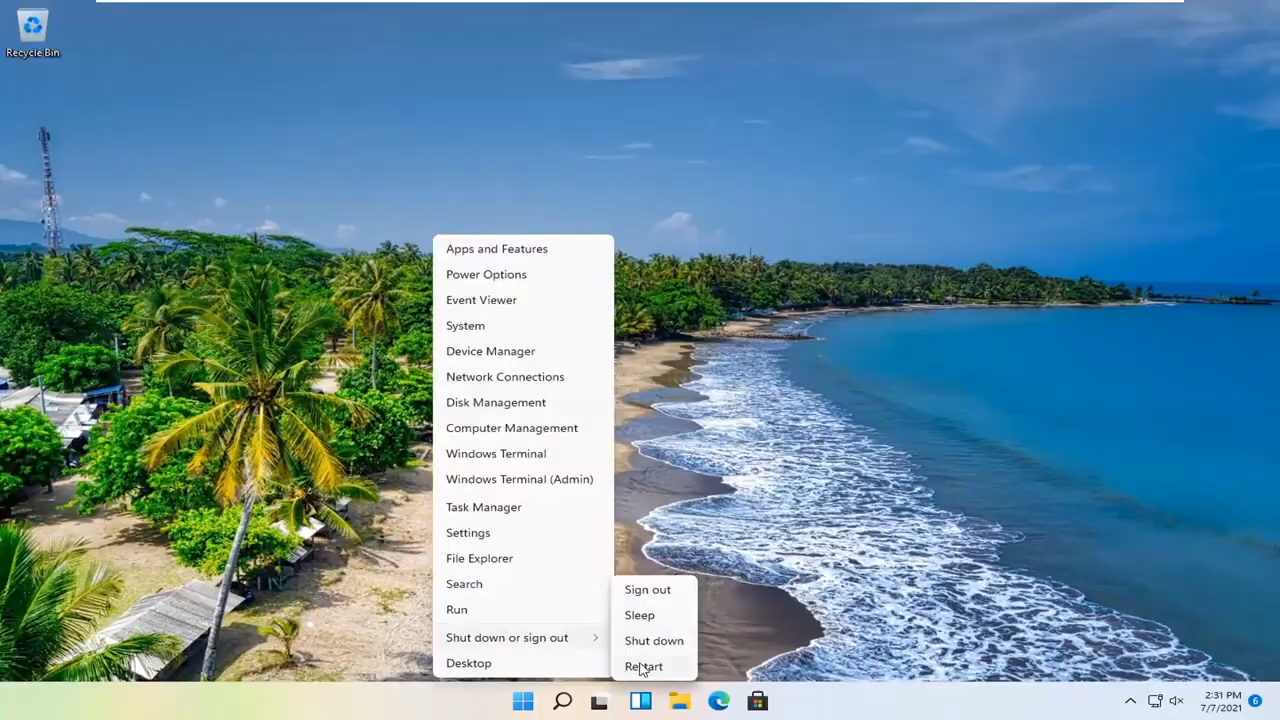 Recycle Bin
Apps and Features
Power Options
Event Viewer
System
Device Manager
Network Connections
Disk Management
Computer Management
Windows Terminal
Windows Terminal (Admin)
Task Manager
Settings
File Explorer
Search
Run
Shut down or sign out
Desktop
Sign out
Sleep
Shut down
Restart
2:31 PM
7/7/2021
6